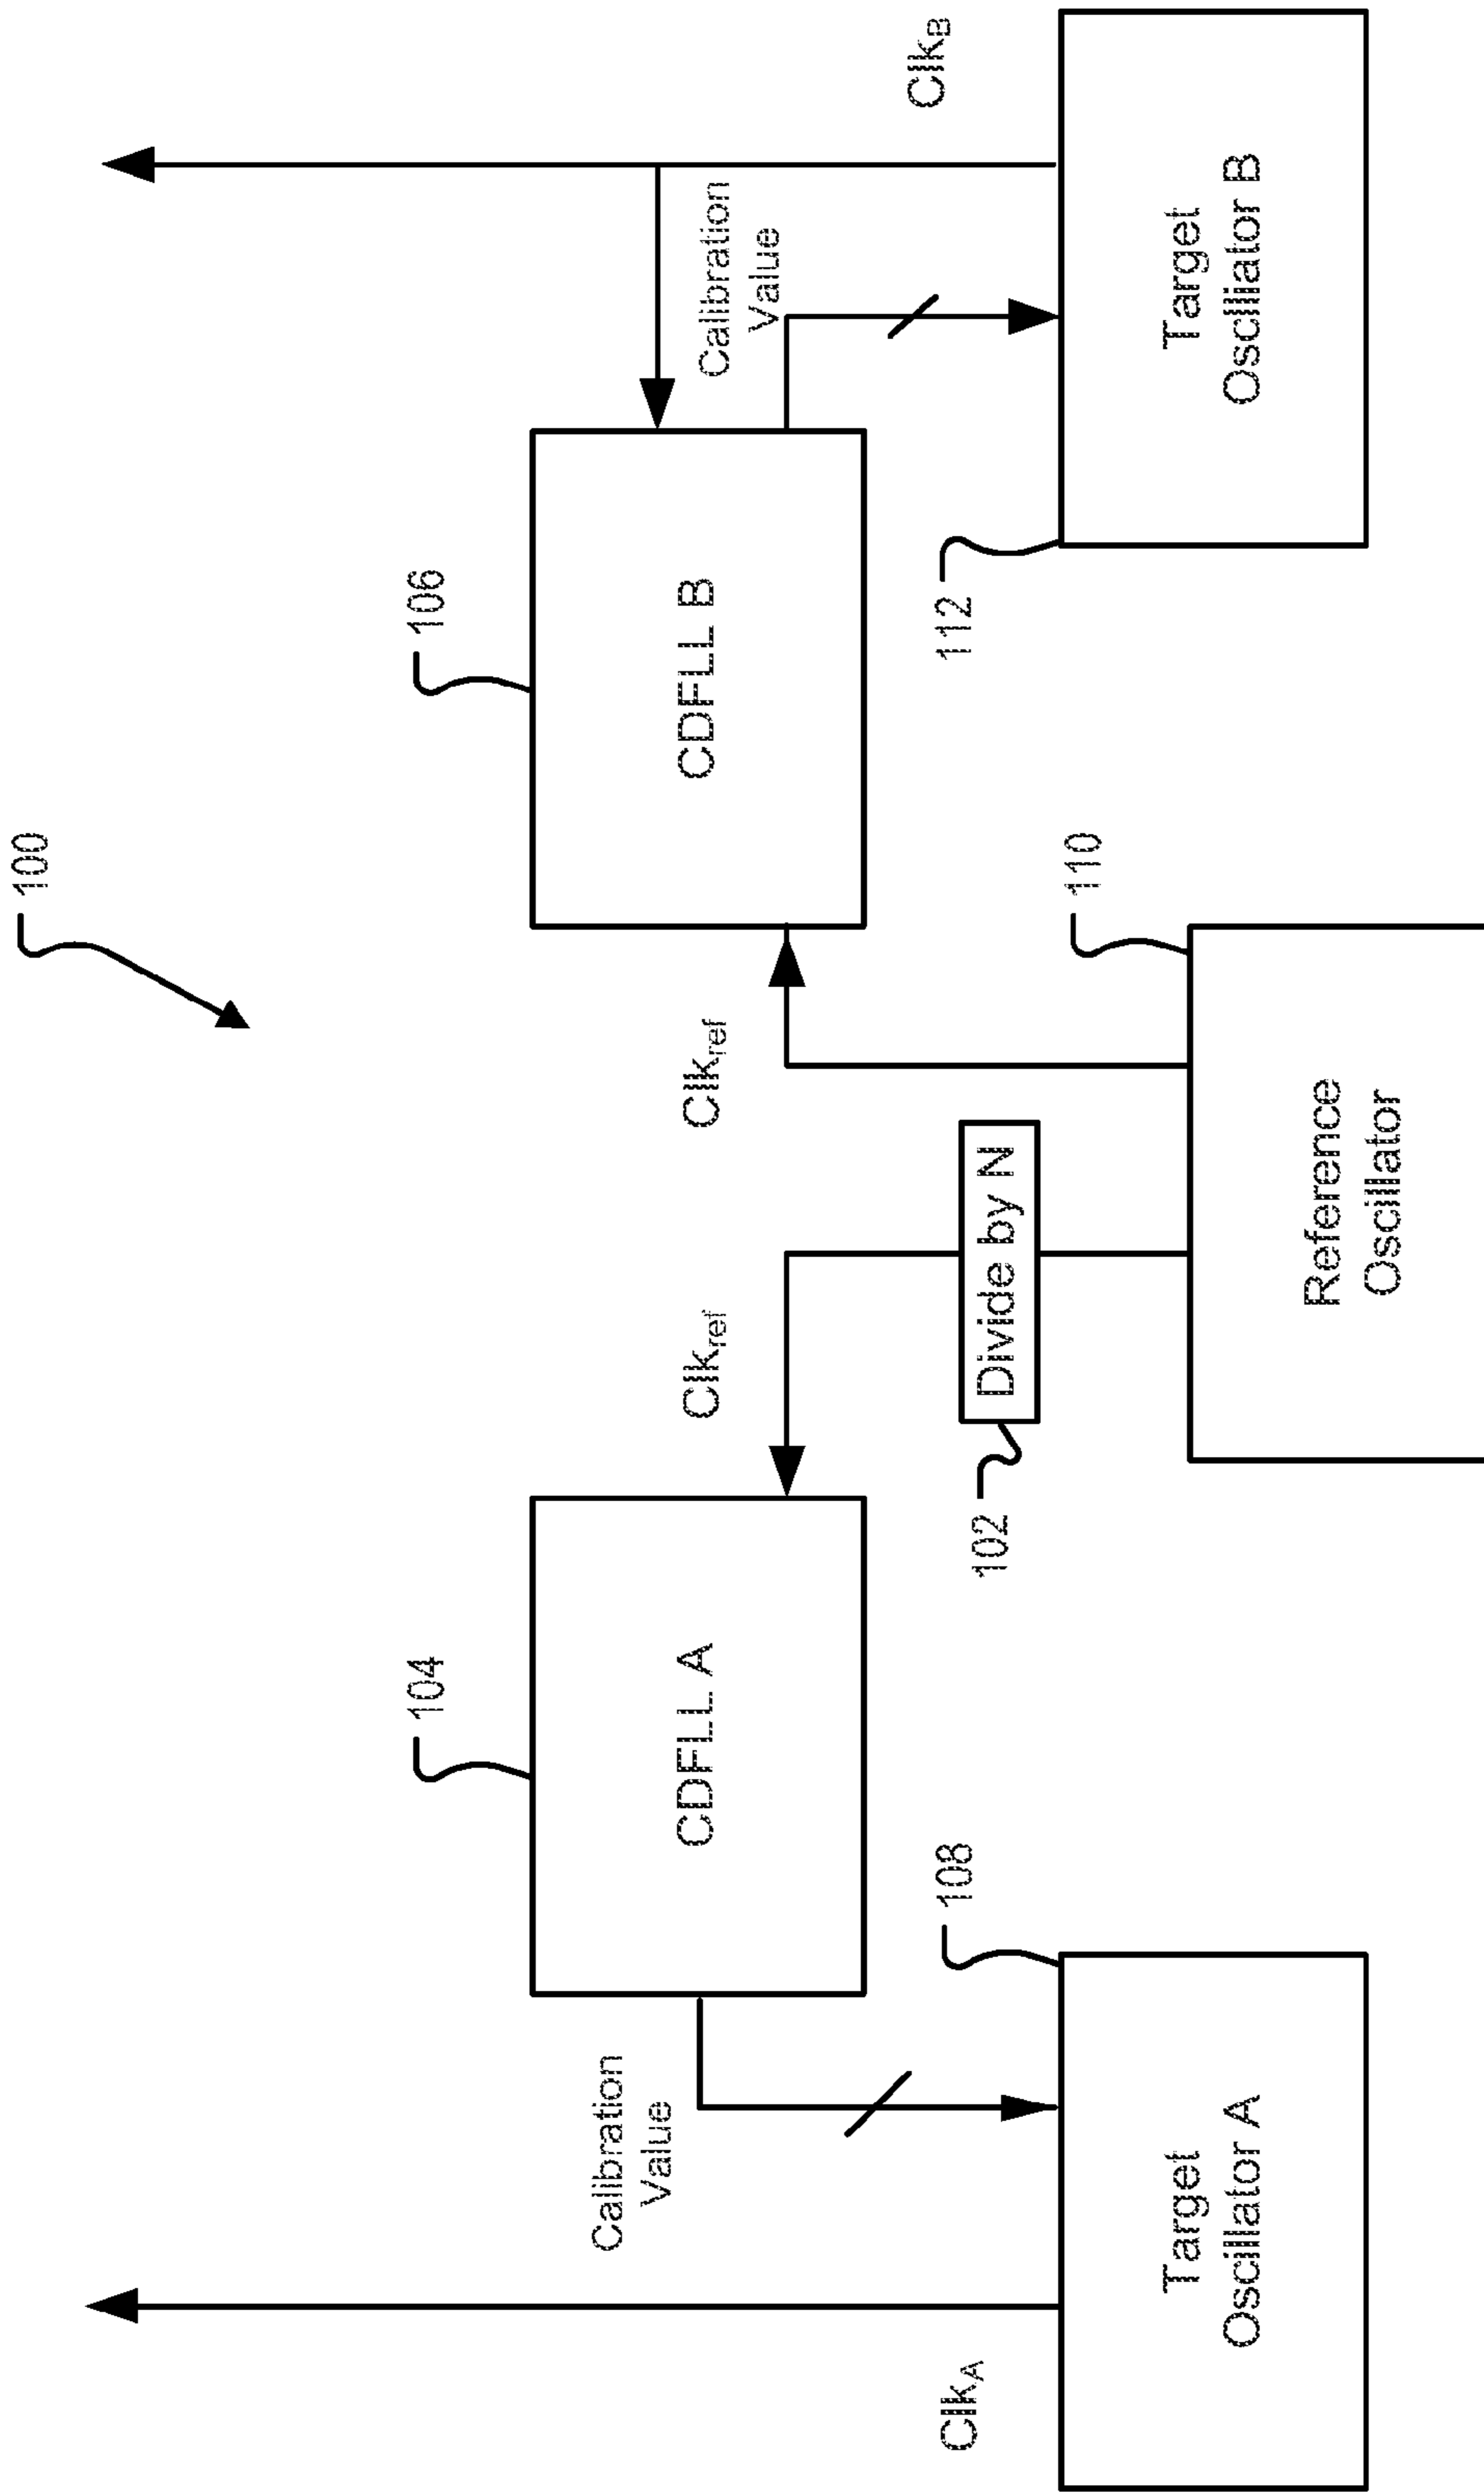 100
104
106
CDFLL A
CDFLL B
Calibration
Value
Clk_ref
Clk_ref
Calibration
Value
Clk_A
108
102
Divide by N
110
112
Clk_B
Target
Oscillator A
Reference
Oscillator
Target
Oscillator B